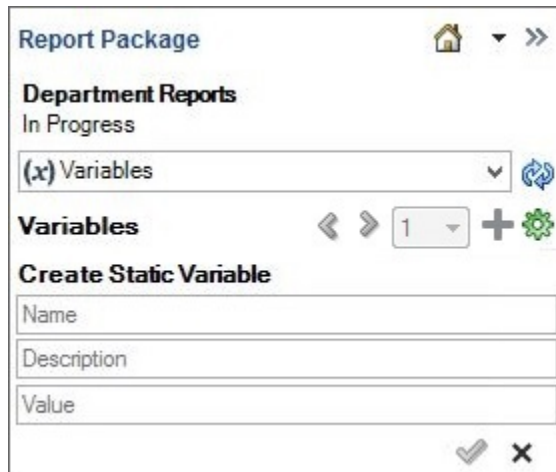 Report Package
Department Reports
In Progress
(x) Variables
Variables 1
Create Static Variable
Name
Description
Value